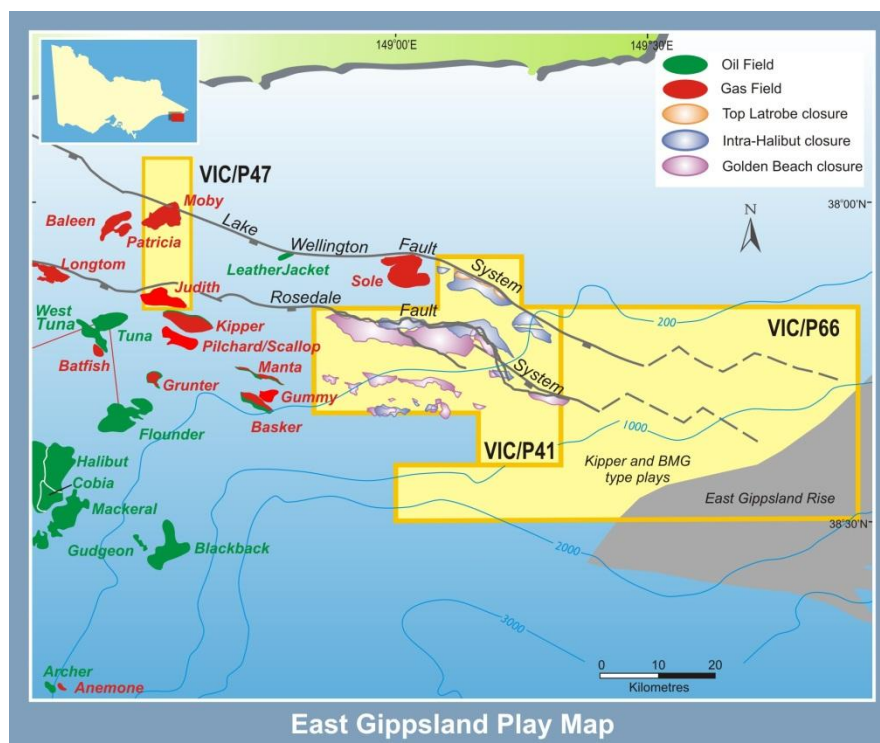 149°00'E
149°30'E
Oil Field
Gas Field
Top Latrobe closure
Intra-Halibut closure
Golden Beach closure
VIC/P47
38°00'N
Moby
Baleen
Patricia
Lake
Wellington
Fault
System
N
LeatherJacket
Longtom
Sole
Judith
Rosedale
Fault
System
200
West
Tuna
Tuna
Kipper
VIC/P66
Pilchard/Scallop
Batfish
Manta
Grunter
Gummy
Basker
1000
Flounder
VIC/P41
Kipper and BMG
type plays
Halibut
East Gippsland Rise
Cobia
38°30'N
Mackeral
2000
Gudgeon
Blackback
3000
Archer
Anemone
0 10 20
Kilometres
East Gippsland Play Map